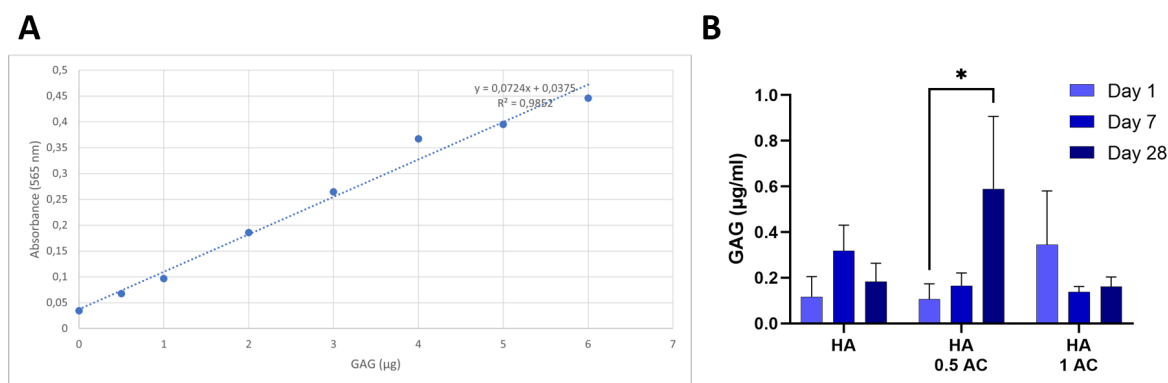 A
Absorbance (565 nm)
0,5
0,45
0,4
0,35
0,3
0,25
0,2
0,15
0,1
0,05
0
y = 0,0724x + 0,0375
R² = 0,9852
0 1 2 3 4 5 6 7
GAG (µg)
B
GAG (µg/ml)
1.0
0.8
0.6
0.4
0.2
0.0
*
Day 1
Day 7
Day 28
HA
HA
0.5 AC
HA
1 AC